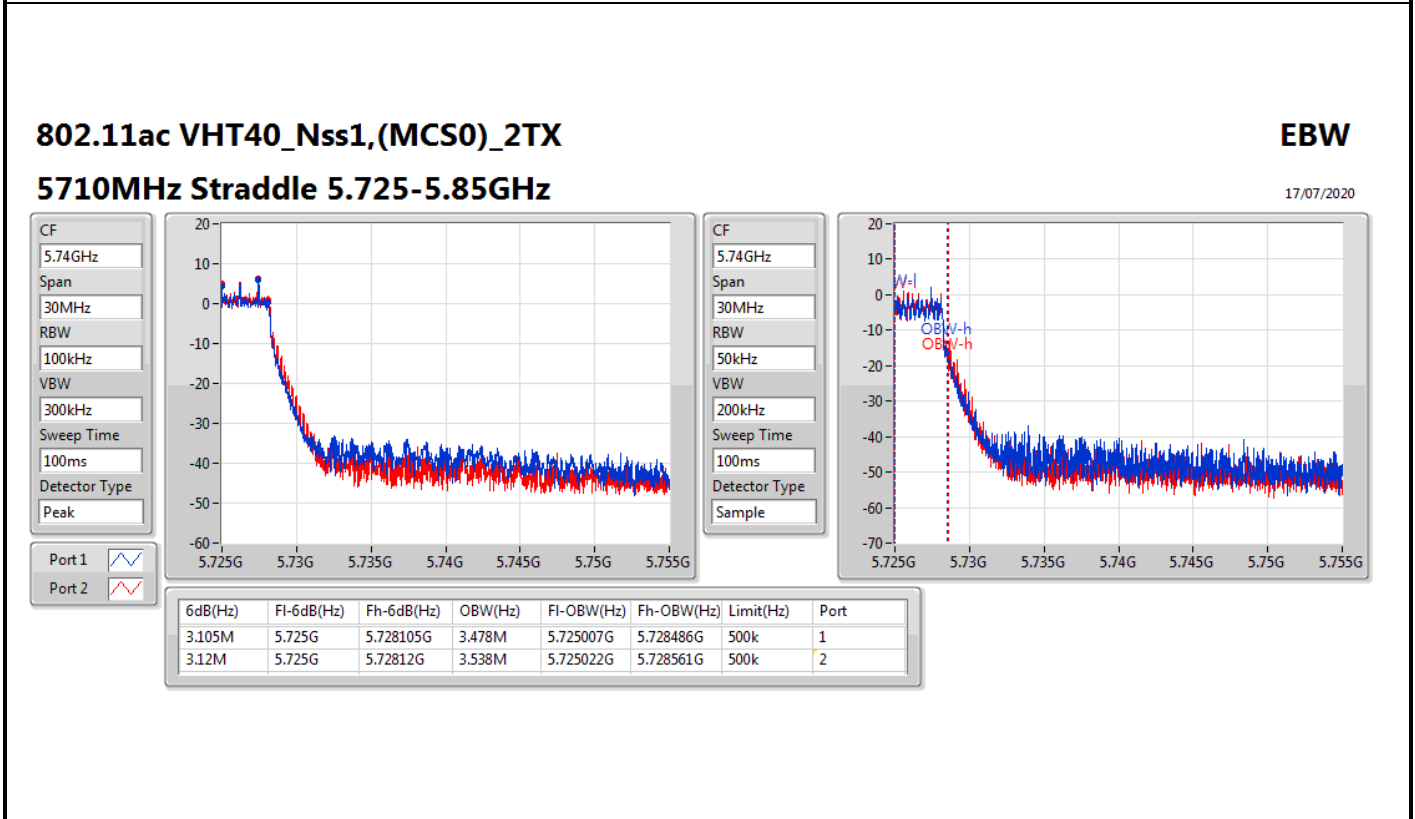 802.11ac VHT40_Nss1,(MCS0)_2TX
EBW
5710MHz Straddle 5.725-5.85GHz
17/07/2020
CF
5.74GHz
Span
30MHz
RBW
100kHz
VBW
300kHz
Sweep Time
100ms
Detector Type
Peak
Port 1
Port 2
20
10
0
-10
-20
-30
-40
-50
-60
5.725G 5.73G 5.735G 5.74G 5.745G 5.75G 5.755G
CF
5.74GHz
Span
30MHz
RBW
50kHz
VBW
200kHz
Sweep Time
100ms
Detector Type
Sample
20
10
0
-10
-20
-30
-40
-50
-60
-70
W-l
OBW-h
OBW-h
5.725G 5.73G 5.735G 5.74G 5.745G 5.75G 5.755G
6dB(Hz) Fl-6dB(Hz) Fh-6dB(Hz) OBW(Hz) Fl-OBW(Hz) Fh-OBW(Hz) Limit(Hz) Port
3.105M 5.725G 5.728105G 3.478M 5.725007G 5.728486G 500k 1
3.12M 5.725G 5.72812G 3.538M 5.725022G 5.728561G 500k 2